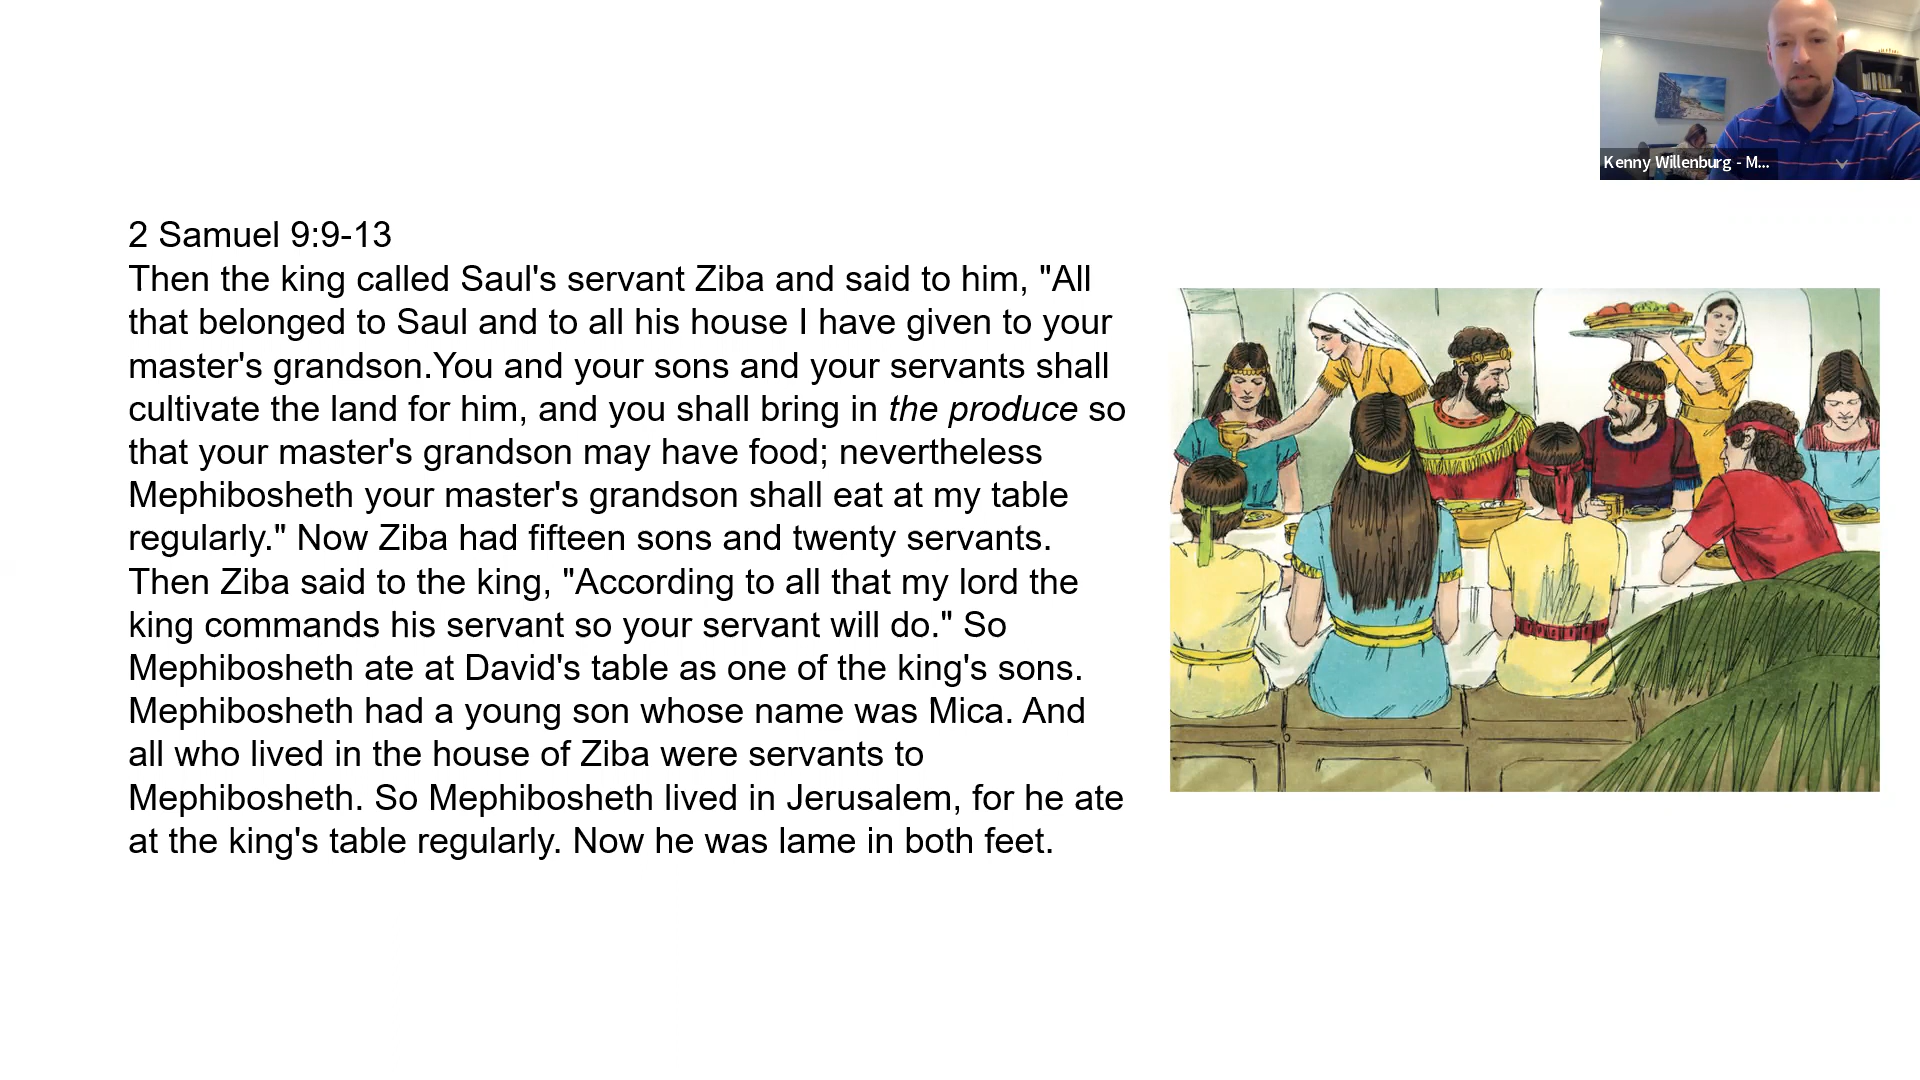 Kenny Willenburg - M...
2 Samuel 9:9-13
Then the king called Saul's servant Ziba and said to him, "All
that belonged to Saul and to all his house I have given to your
master's grandson.You and your sons and your servants shall
cultivate the land for him, and you shall bring in the produce so
that your master's grandson may have food; nevertheless
Mephibosheth your master's grandson shall eat at my table
regularly." Now Ziba had fifteen sons and twenty servants.
Then Ziba said to the king, "According to all that my lord the
king commands his servant so your servant will do." So
Mephibosheth ate at David's table as one of the king's sons.
Mephibosheth had a young son whose name was Mica. And
all who lived in the house of Ziba were servants to
Mephibosheth. So Mephibosheth lived in Jerusalem, for he ate
at the king's table regularly. Now he was lame in both feet.